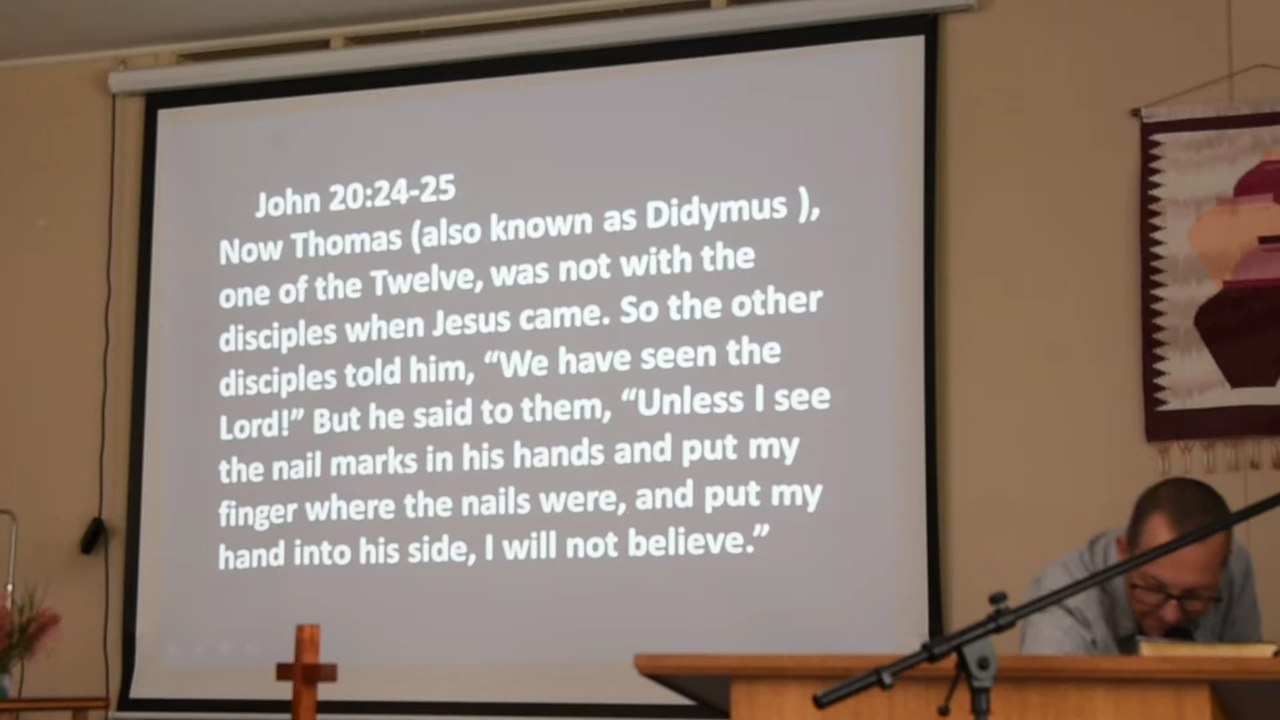 John 20:24-25
Now Thomas (also known as Didymus ),
one of the Twelve, was not with the
disciples when Jesus came. So the other
disciples told him, “We have seen the
Lord!” But he said to them, “Unless I see
the nail marks in his hands and put my
finger where the nails were, and put my
hand into his side, I will not believe.”